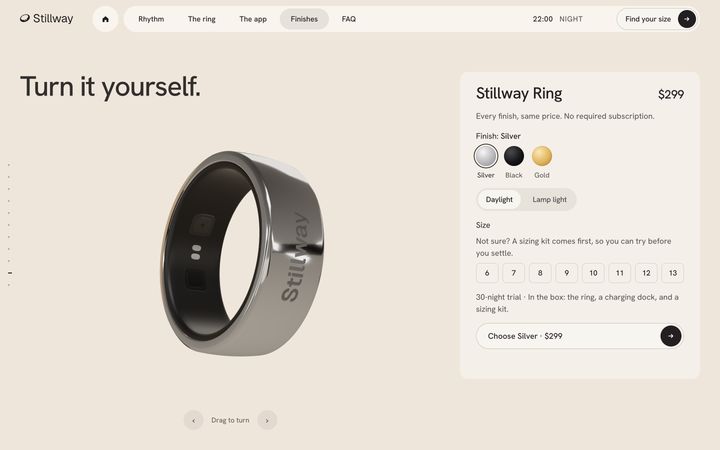 Stillway
Rhythm
The ring
The app
Finishes
FAQ
22:00 NIGHT
Find your size
Turn it yourself.
Stillway
Drag to turn
Stillway Ring
$299
Every finish, same price. No required subscription.
Finish: Silver
Silver
Black
Gold
Daylight
Lamp light
Size
Not sure? A sizing kit comes first, so you can try before
you settle.
6 7 8 9 10 11 12 13
30-night trial · In the box: the ring, a charging dock, and a
sizing kit.
Choose Silver · $299